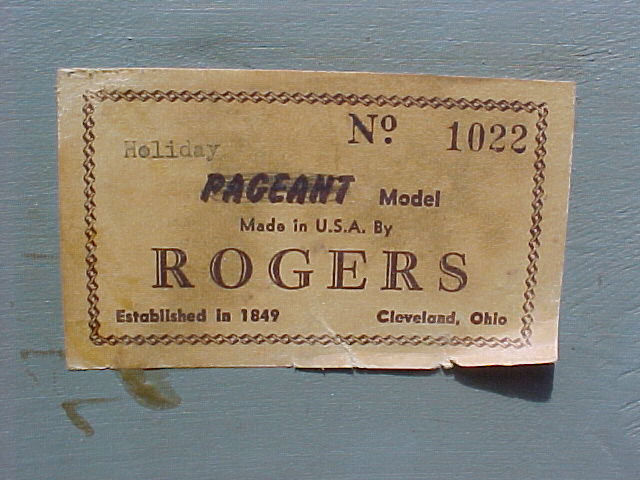 Nº 1022
Holiday
PAGEANT Model
Made in U.S.A. By
ROGERS
Established in 1849 Cleveland, Ohio